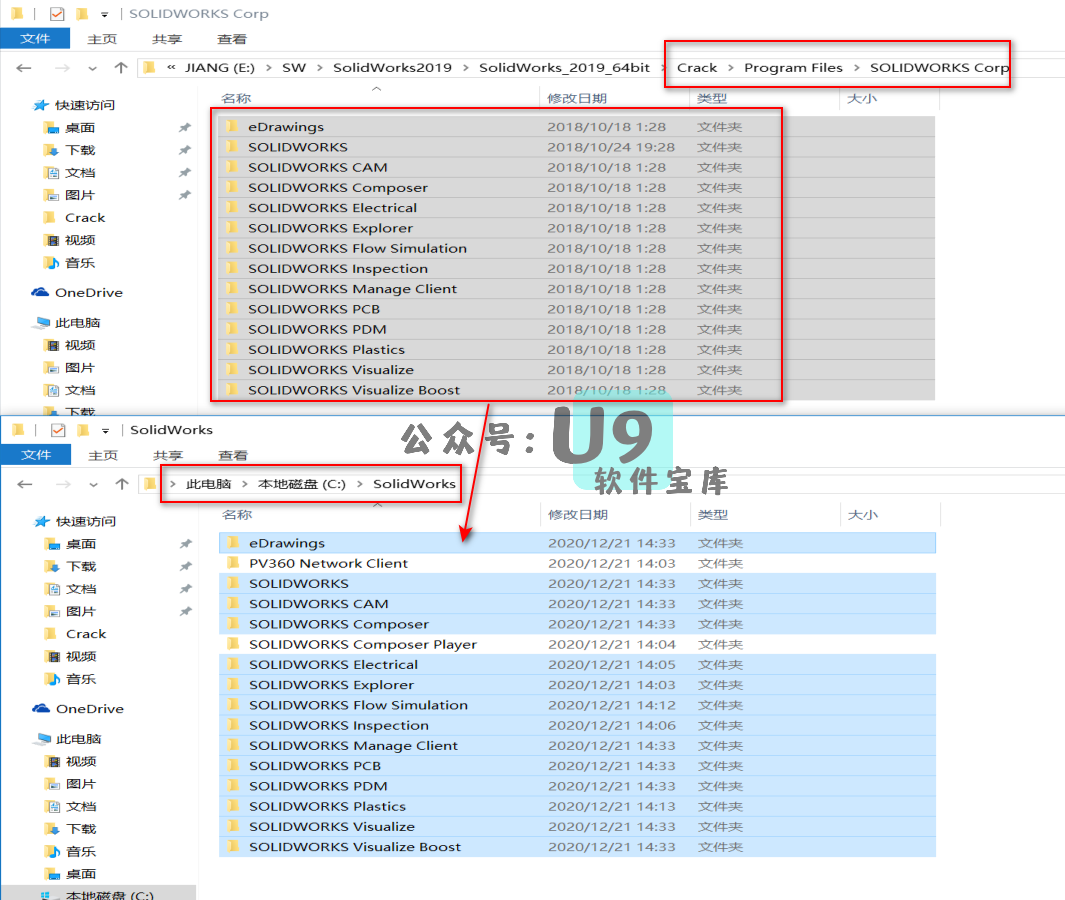 SOLIDWORKS Corp
文件 主页 共享 查看
« JIANG (E:) > SW > SolidWorks2019 > SolidWorks_2019_64bit > Crack > Program Files > SOLIDWORKS Corp
名称 修改日期 类型 大小
快速访问
桌面
下载
文档
图片
Crack
视频
音乐
OneDrive
此电脑
视频
图片
文档
下载
eDrawings 2018/10/18 1:28 文件夹
SOLIDWORKS 2018/10/24 19:28 文件夹
SOLIDWORKS CAM 2018/10/18 1:28 文件夹
SOLIDWORKS Composer 2018/10/18 1:28 文件夹
SOLIDWORKS Electrical 2018/10/18 1:28 文件夹
SOLIDWORKS Explorer 2018/10/18 1:28 文件夹
SOLIDWORKS Flow Simulation 2018/10/18 1:28 文件夹
SOLIDWORKS Inspection 2018/10/18 1:28 文件夹
SOLIDWORKS Manage Client 2018/10/18 1:28 文件夹
SOLIDWORKS PCB 2018/10/18 1:28 文件夹
SOLIDWORKS PDM 2018/10/18 1:28 文件夹
SOLIDWORKS Plastics 2018/10/18 1:28 文件夹
SOLIDWORKS Visualize 2018/10/18 1:28 文件夹
SOLIDWORKS Visualize Boost 2018/10/18 1:28 文件夹
公众号: U9
软件宝库
SolidWorks
文件 主页 共享 查看
> 此电脑 > 本地磁盘 (C:) > SolidWorks
名称 修改日期 类型 大小
快速访问
桌面
下载
文档
图片
Crack
视频
音乐
OneDrive
此电脑
视频
图片
文档
下载
音乐
桌面
本地磁盘 (C:)
eDrawings 2020/12/21 14:33 文件夹
PV360 Network Client 2020/12/21 14:03 文件夹
SOLIDWORKS 2020/12/21 14:33 文件夹
SOLIDWORKS CAM 2020/12/21 14:33 文件夹
SOLIDWORKS Composer 2020/12/21 14:33 文件夹
SOLIDWORKS Composer Player 2020/12/21 14:04 文件夹
SOLIDWORKS Electrical 2020/12/21 14:05 文件夹
SOLIDWORKS Explorer 2020/12/21 14:03 文件夹
SOLIDWORKS Flow Simulation 2020/12/21 14:12 文件夹
SOLIDWORKS Inspection 2020/12/21 14:06 文件夹
SOLIDWORKS Manage Client 2020/12/21 14:33 文件夹
SOLIDWORKS PCB 2020/12/21 14:33 文件夹
SOLIDWORKS PDM 2020/12/21 14:33 文件夹
SOLIDWORKS Plastics 2020/12/21 14:13 文件夹
SOLIDWORKS Visualize 2020/12/21 14:33 文件夹
SOLIDWORKS Visualize Boost 2020/12/21 14:33 文件夹